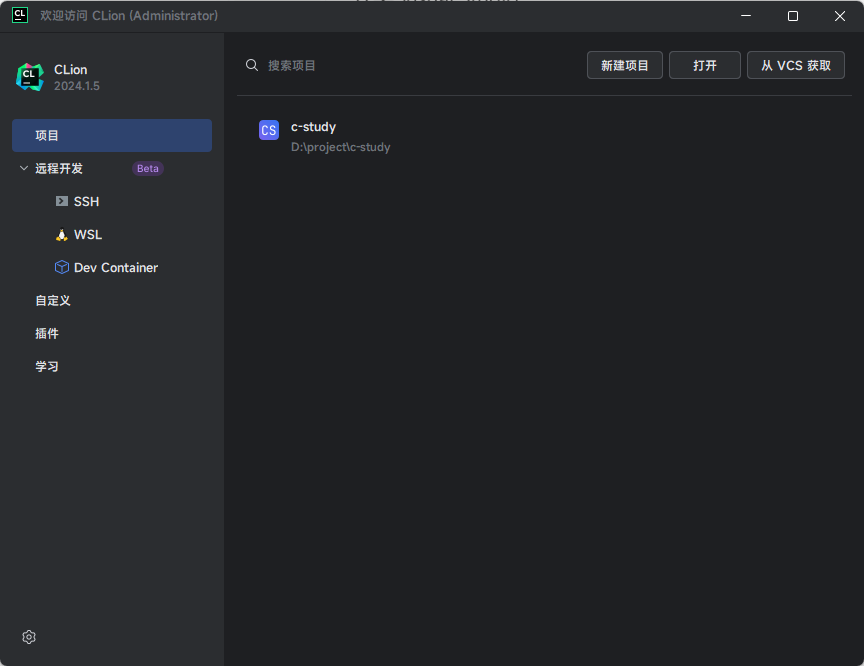 欢迎访问 CLion (Administrator)
CLion
2024.1.5
项目
远程开发 Beta
SSH
WSL
Dev Container
自定义
插件
学习
搜索项目
新建项目 打开 从 VCS 获取
CS c-study
D:\project\c-study